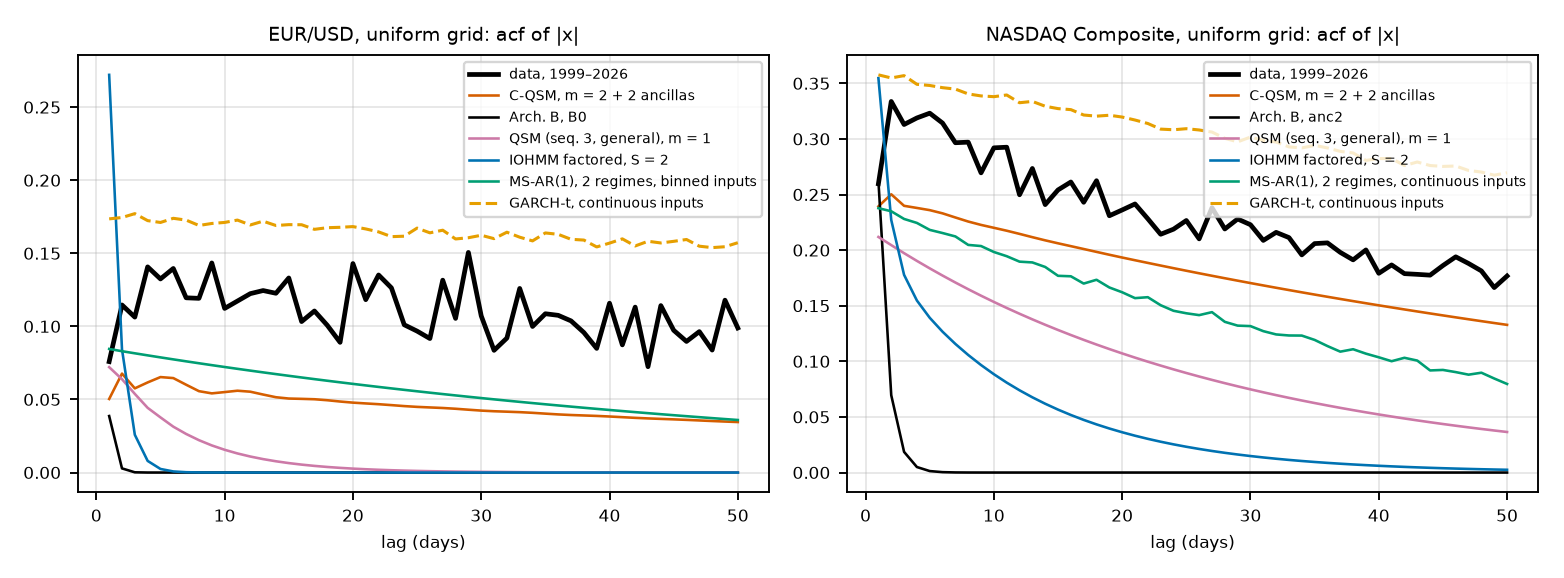 EUR/USD, uniform grid: acf of |x|
data, 1999–2026
C-QSM, m = 2 + 2 ancillas
Arch. B, B0
QSM (seq. 3, general), m = 1
IOHMM factored, S = 2
MS-AR(1), 2 regimes, binned inputs
GARCH-t, continuous inputs
0.25
0.20
0.15
0.10
0.05
0.00
0
10
20
30
40
50
lag (days)
NASDAQ Composite, uniform grid: acf of |x|
data, 1999–2026
C-QSM, m = 2 + 2 ancillas
Arch. B, anc2
QSM (seq. 3, general), m = 1
IOHMM factored, S = 2
MS-AR(1), 2 regimes, continuous inputs
GARCH-t, continuous inputs
0.35
0.30
0.25
0.20
0.15
0.10
0.05
0.00
0
10
20
30
40
50
lag (days)